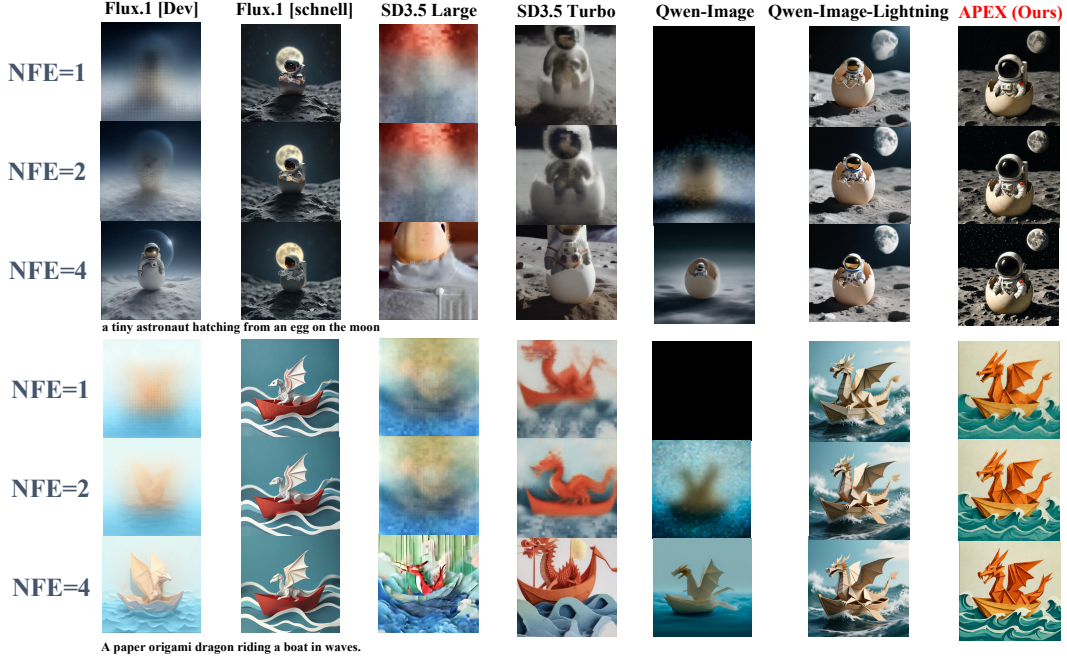 Flux.1 [Dev] Flux.1 [schnell] SD3.5 Large SD3.5 Turbo Qwen-Image Qwen-Image-Lightning APEX (Ours)
NFE=1
NFE=2
NFE=4
a tiny astronaut hatching from an egg on the moon
NFE=1
NFE=2
NFE=4
A paper origami dragon riding a boat in waves.